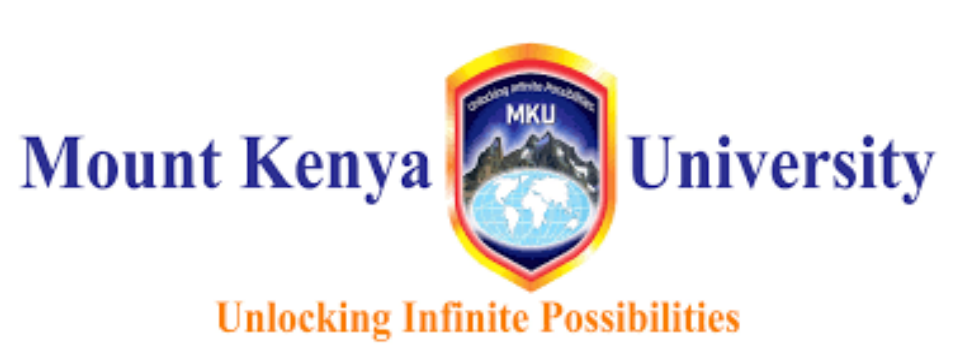 Unlocking Infinite Possibilities
MKU
Mount Kenya University
Unlocking Infinite Possibilities